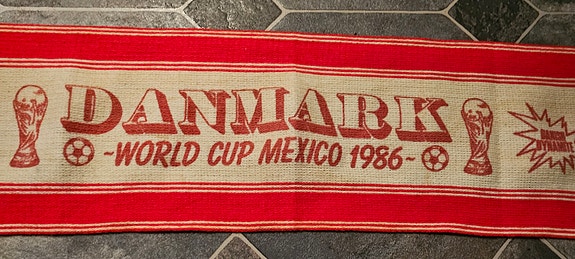 DANMARK
~WORLD CUP MEXICO 1986~
DANISH
DYNAMITE